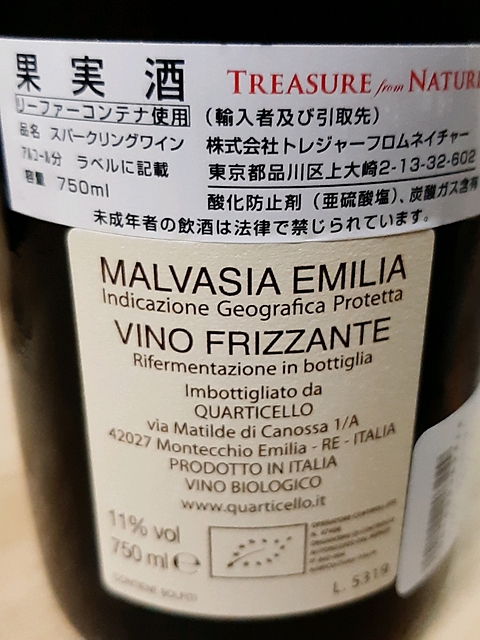 果実酒 TREASURE from NATURE
リーファーコンテナ使用 (輸入者及び引取先)
品名 スパークリングワイン 株式会社トレジャーフロムネイチャー
アルコール分 ラベルに記載 東京都品川区上大崎2-13-32-602
容量 750ml 酸化防止剤(亜硫酸塩)、炭酸ガス含有
未成年者の飲酒は法律で禁じられています。
MALVASIA EMILIA
Indicazione Geografica Protetta
VINO FRIZZANTE
Rifermentazione in bottiglia
Imbottigliato da
QUARTICELLO
via Matilde di Canossa 1/A
42027 Montecchio Emilia - RE - ITALIA
PRODOTTO IN ITALIA
VINO BIOLOGICO
www.quarticello.it
11% vol
750 ml e
CONTIENE SOLFITI
L. 5319